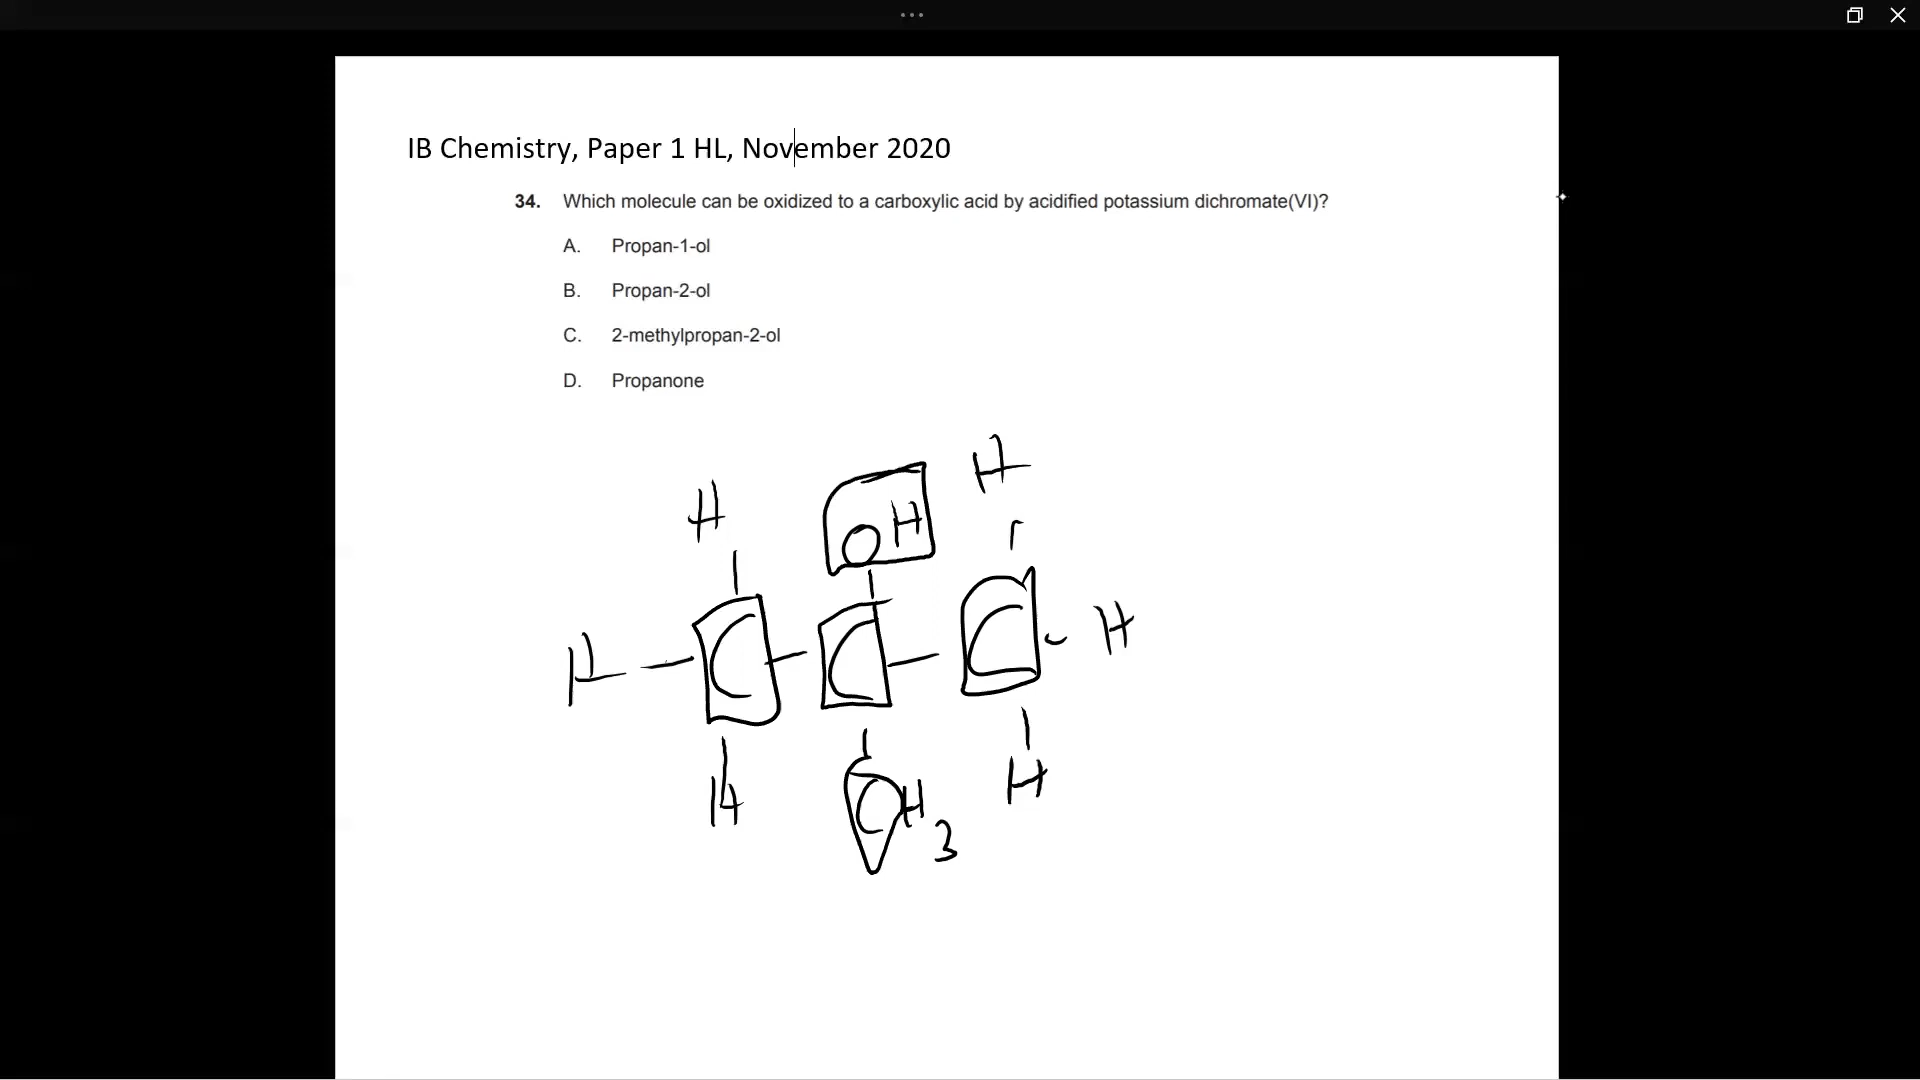 IB Chemistry, Paper 1 HL, November 2020
34. Which molecule can be oxidized to a carboxylic acid by acidified potassium dichromate(VI)?
A. Propan-1-ol
B. Propan-2-ol
C. 2-methylpropan-2-ol
D. Propanone
H OH H
H C C C H
H CH3 H